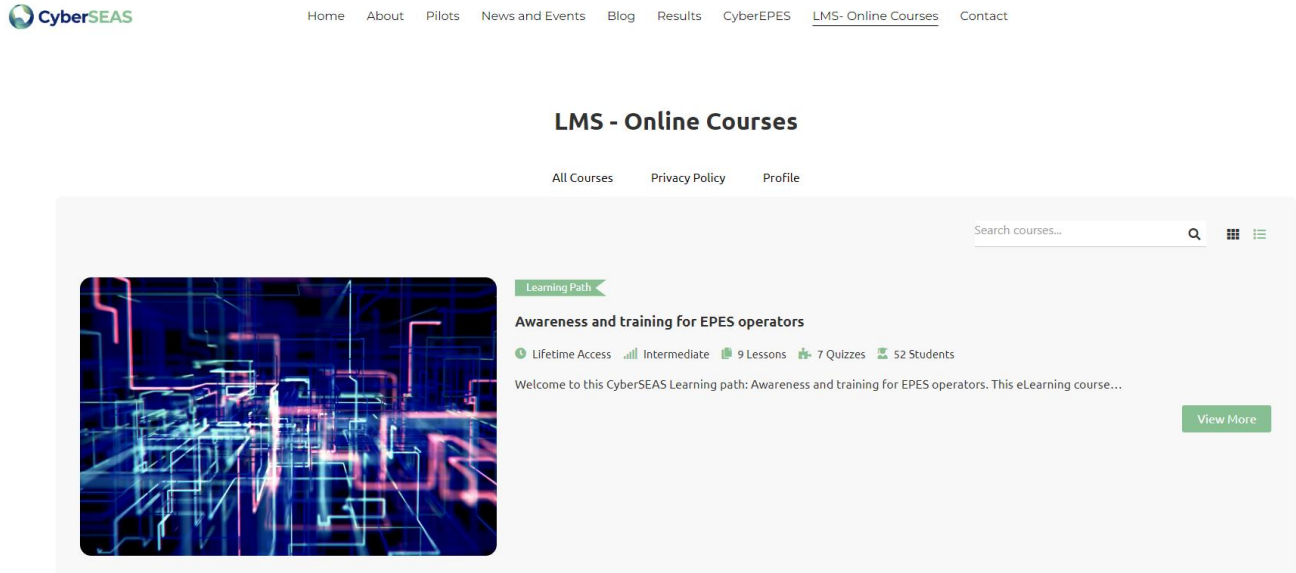 CyberSEAS
Home About Pilots News and Events Blog Results CyberEPES LMS- Online Courses Contact
LMS - Online Courses
All Courses Privacy Policy Profile
Search courses...
Learning Path
Awareness and training for EPES operators
Lifetime Access Intermediate 9 Lessons 7 Quizzes 52 Students
Welcome to this CyberSEAS Learning path: Awareness and training for EPES operators. This eLearning course…
View More